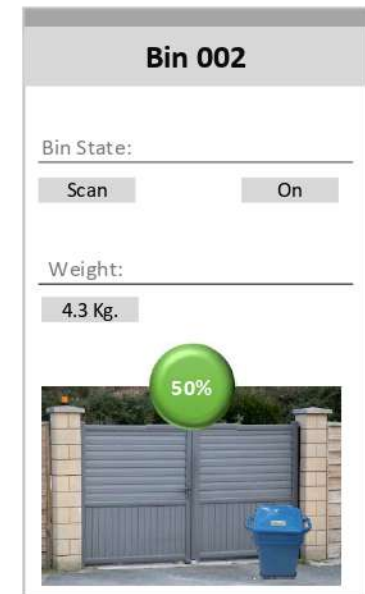 Bin 002
Bin State:
Scan On
Weight:
4.3 Kg.
50%